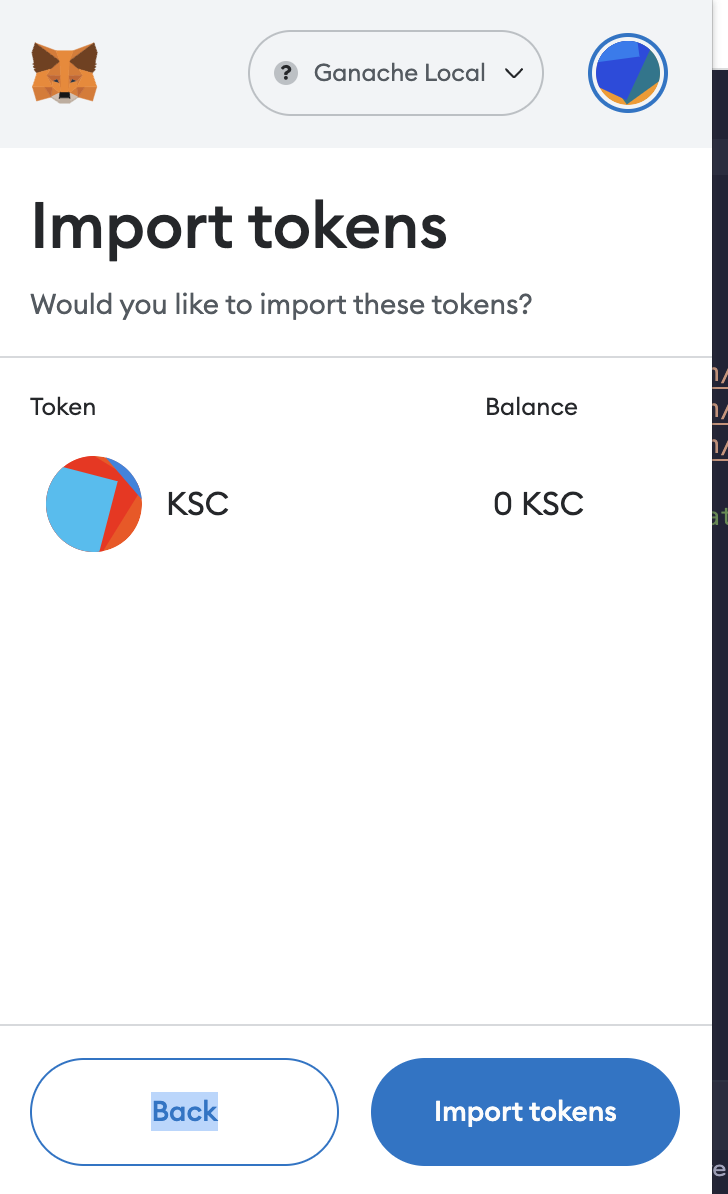 ? Ganache Local
Import tokens
Would you like to import these tokens?
Token Balance
KSC 0 KSC
Back Import tokens